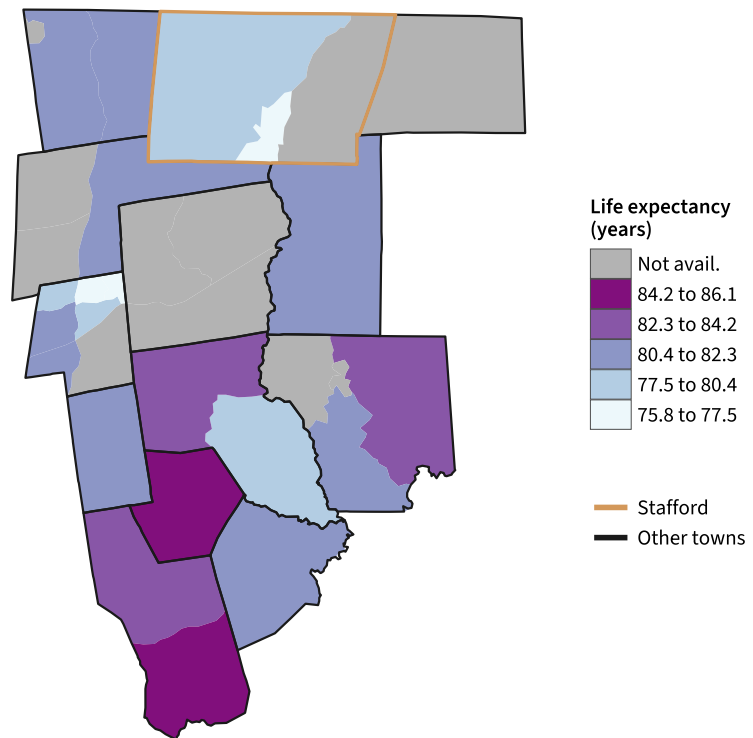 Life expectancy
(years)
Not avail.
84.2 to 86.1
82.3 to 84.2
80.4 to 82.3
77.5 to 80.4
75.8 to 77.5
Stafford
Other towns